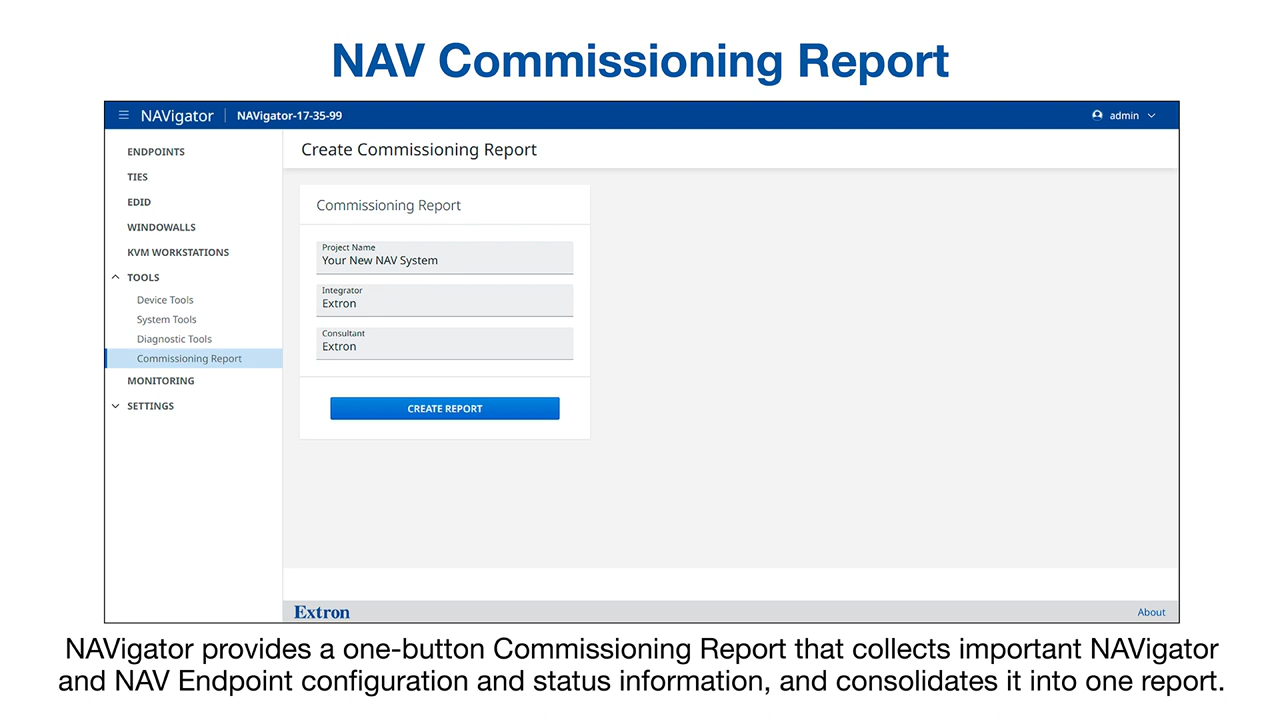 NAV Commissioning Report
NAVigator NAVigator-17-35-99 admin
ENDPOINTS
TIES
EDID
WINDOWALLS
KVM WORKSTATIONS
TOOLS
Device Tools
System Tools
Diagnostic Tools
Commissioning Report
MONITORING
SETTINGS
Create Commissioning Report
Commissioning Report
Project Name
Your New NAV System
Integrator
Extron
Consultant
Extron
CREATE REPORT
Extron About
NAVigator provides a one-button Commissioning Report that collects important NAVigator
and NAV Endpoint configuration and status information, and consolidates it into one report.